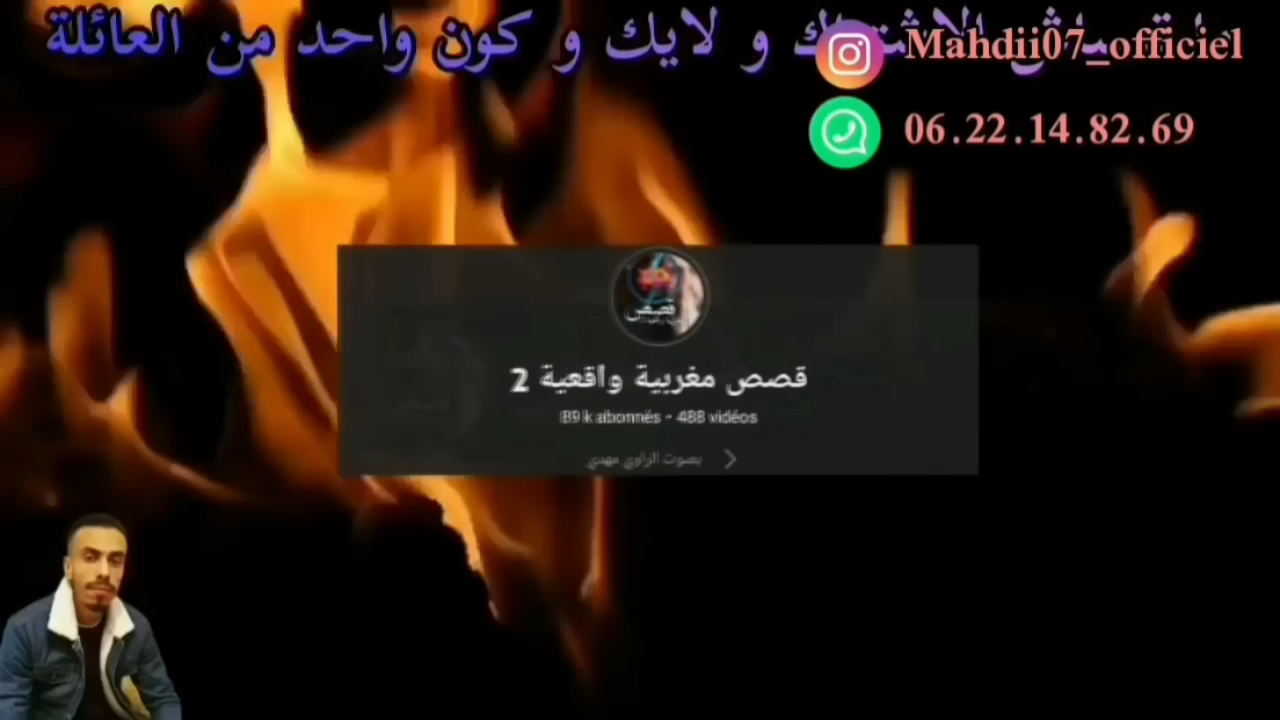 و لايك و كون واحد من العائلة
Mahdii07_officiel
06.22.14.82.69
قصص
قصص مغربية واقعية 2
89 k abonnés - 488 vidéos
بصوت الراوي مهدي